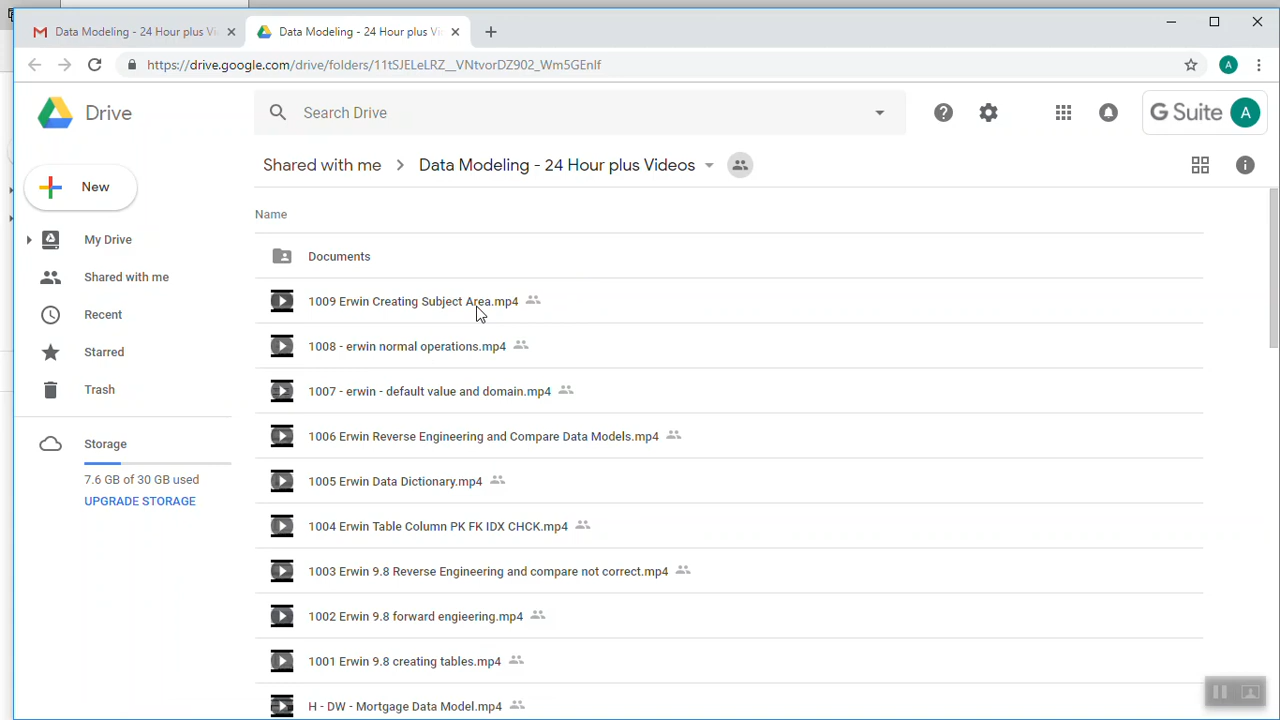 Data Modeling - 24 Hour plus Vi
Data Modeling - 24 Hour plus Vi
https://drive.google.com/drive/folders/11tSJELeLRZ__VNtvorDZ902_Wm5GEnIf
A
Drive
Search Drive
G Suite
A
Shared with me
Data Modeling - 24 Hour plus Videos
New
Name
My Drive
Shared with me
Recent
Starred
Trash
Storage
7.6 GB of 30 GB used
UPGRADE STORAGE
Documents
1009 Erwin Creating Subject Area.mp4
1008 - erwin normal operations.mp4
1007 - erwin - default value and domain.mp4
1006 Erwin Reverse Engineering and Compare Data Models.mp4
1005 Erwin Data Dictionary.mp4
1004 Erwin Table Column PK FK IDX CHCK.mp4
1003 Erwin 9.8 Reverse Engineering and compare not correct.mp4
1002 Erwin 9.8 forward engieering.mp4
1001 Erwin 9.8 creating tables.mp4
H - DW - Mortgage Data Model.mp4